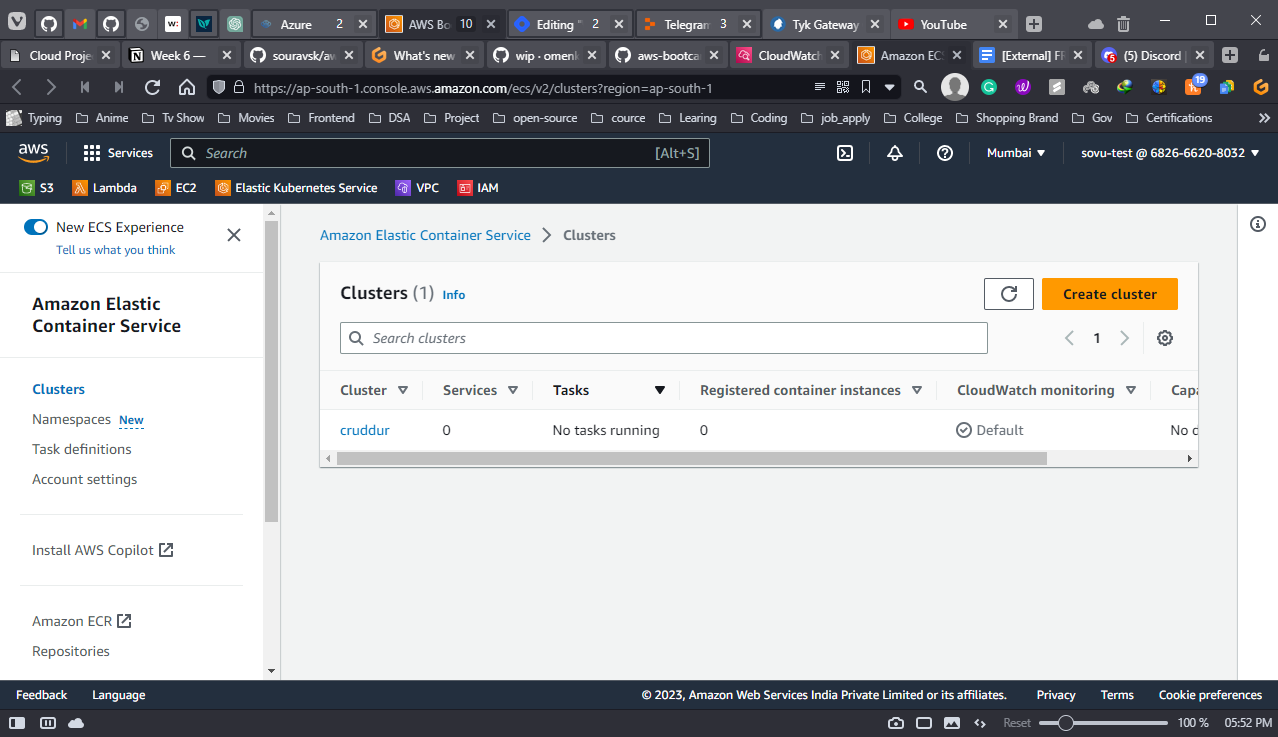 Azure 2
AWS Bo 10
Editing " 2
Telegram 3
Tyk Gateway
YouTube
Cloud Proje
Week 6 —
souravsk/aw
What's new
wip · omenk
aws-bootca
CloudWatch
Amazon EC
[External] FR
(5) Discord |
https://ap-south-1.console.aws.amazon.com/ecs/v2/clusters?region=ap-south-1
19
Typing Anime Tv Show Movies Frontend DSA Project open-source cource Learing Coding job_apply College Shopping Brand Gov Certifications
aws Services Search [Alt+S] Mumbai sovu-test @ 6826-6620-8032
S3 Lambda EC2 Elastic Kubernetes Service VPC IAM
New ECS Experience
Tell us what you think
Amazon Elastic
Container Service
Clusters
Namespaces New
Task definitions
Account settings
Install AWS Copilot
Amazon ECR
Repositories
Amazon Elastic Container Service > Clusters
Clusters (1) Info
Create cluster
Search clusters
1
Cluster Services Tasks Registered container instances CloudWatch monitoring Capa
cruddur 0 No tasks running 0 Default No d
Feedback Language © 2023, Amazon Web Services India Private Limited or its affiliates. Privacy Terms Cookie preferences
Reset 100 % 05:52 PM